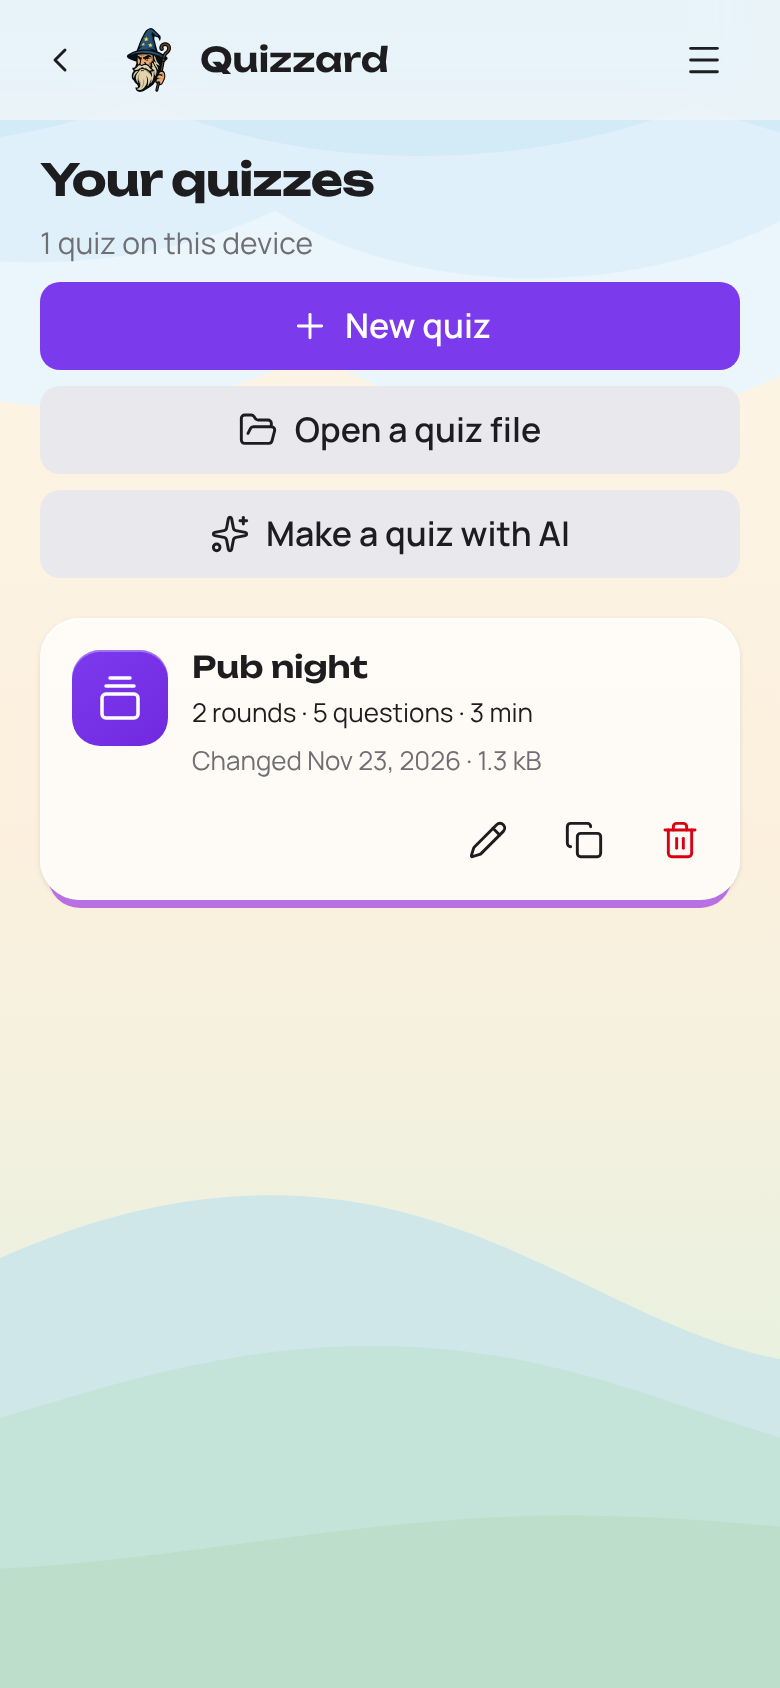 Quizzard
Your quizzes
1 quiz on this device
New quiz
Open a quiz file
Make a quiz with AI
Pub night
2 rounds · 5 questions · 3 min
Changed Nov 23, 2026 · 1.3 kB